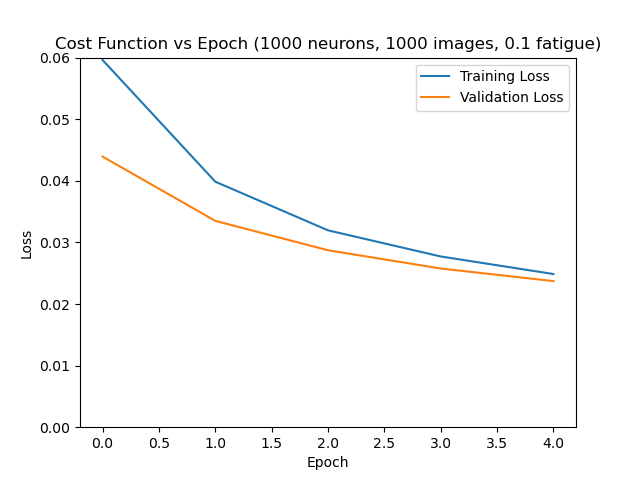 Cost Function vs Epoch (1000 neurons, 1000 images, 0.1 fatigue)
Training Loss
Validation Loss
0.06
0.05
0.04
0.03
0.02
0.01
0.00
Loss
0.0 0.5 1.0 1.5 2.0 2.5 3.0 3.5 4.0
Epoch